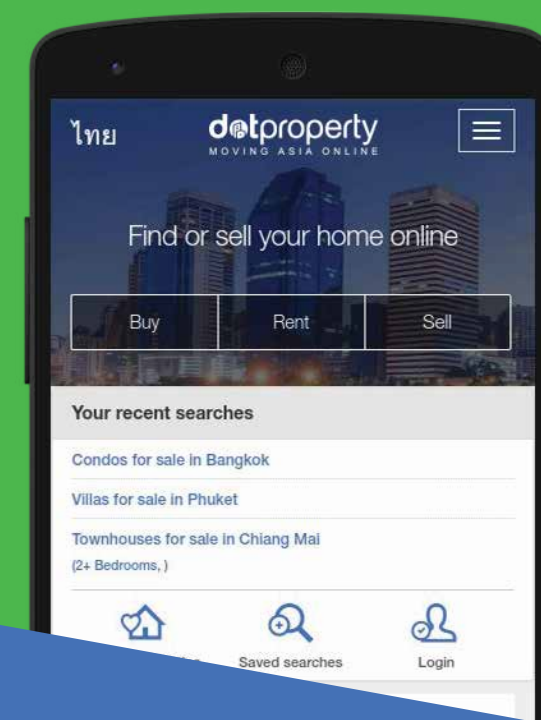 ไทย
dotproperty
MOVING ASIA ONLINE
Find or sell your home online
Buy Rent Sell
Your recent searches
Condos for sale in Bangkok
Villas for sale in Phuket
Townhouses for sale in Chiang Mai
(2+ Bedrooms, )
Saved searches Login